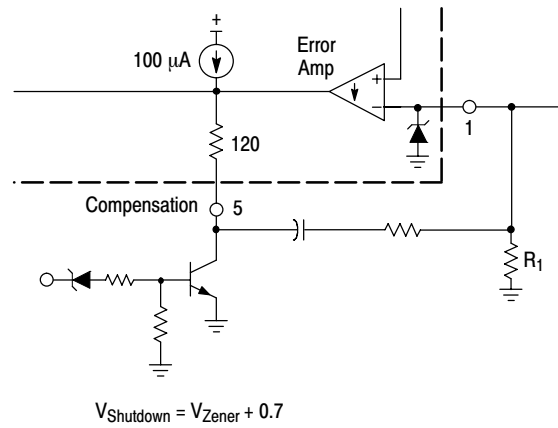 +
100 µA
Error
Amp
+
−
1
120
Compensation
5
R1
VShutdown = VZener + 0.7